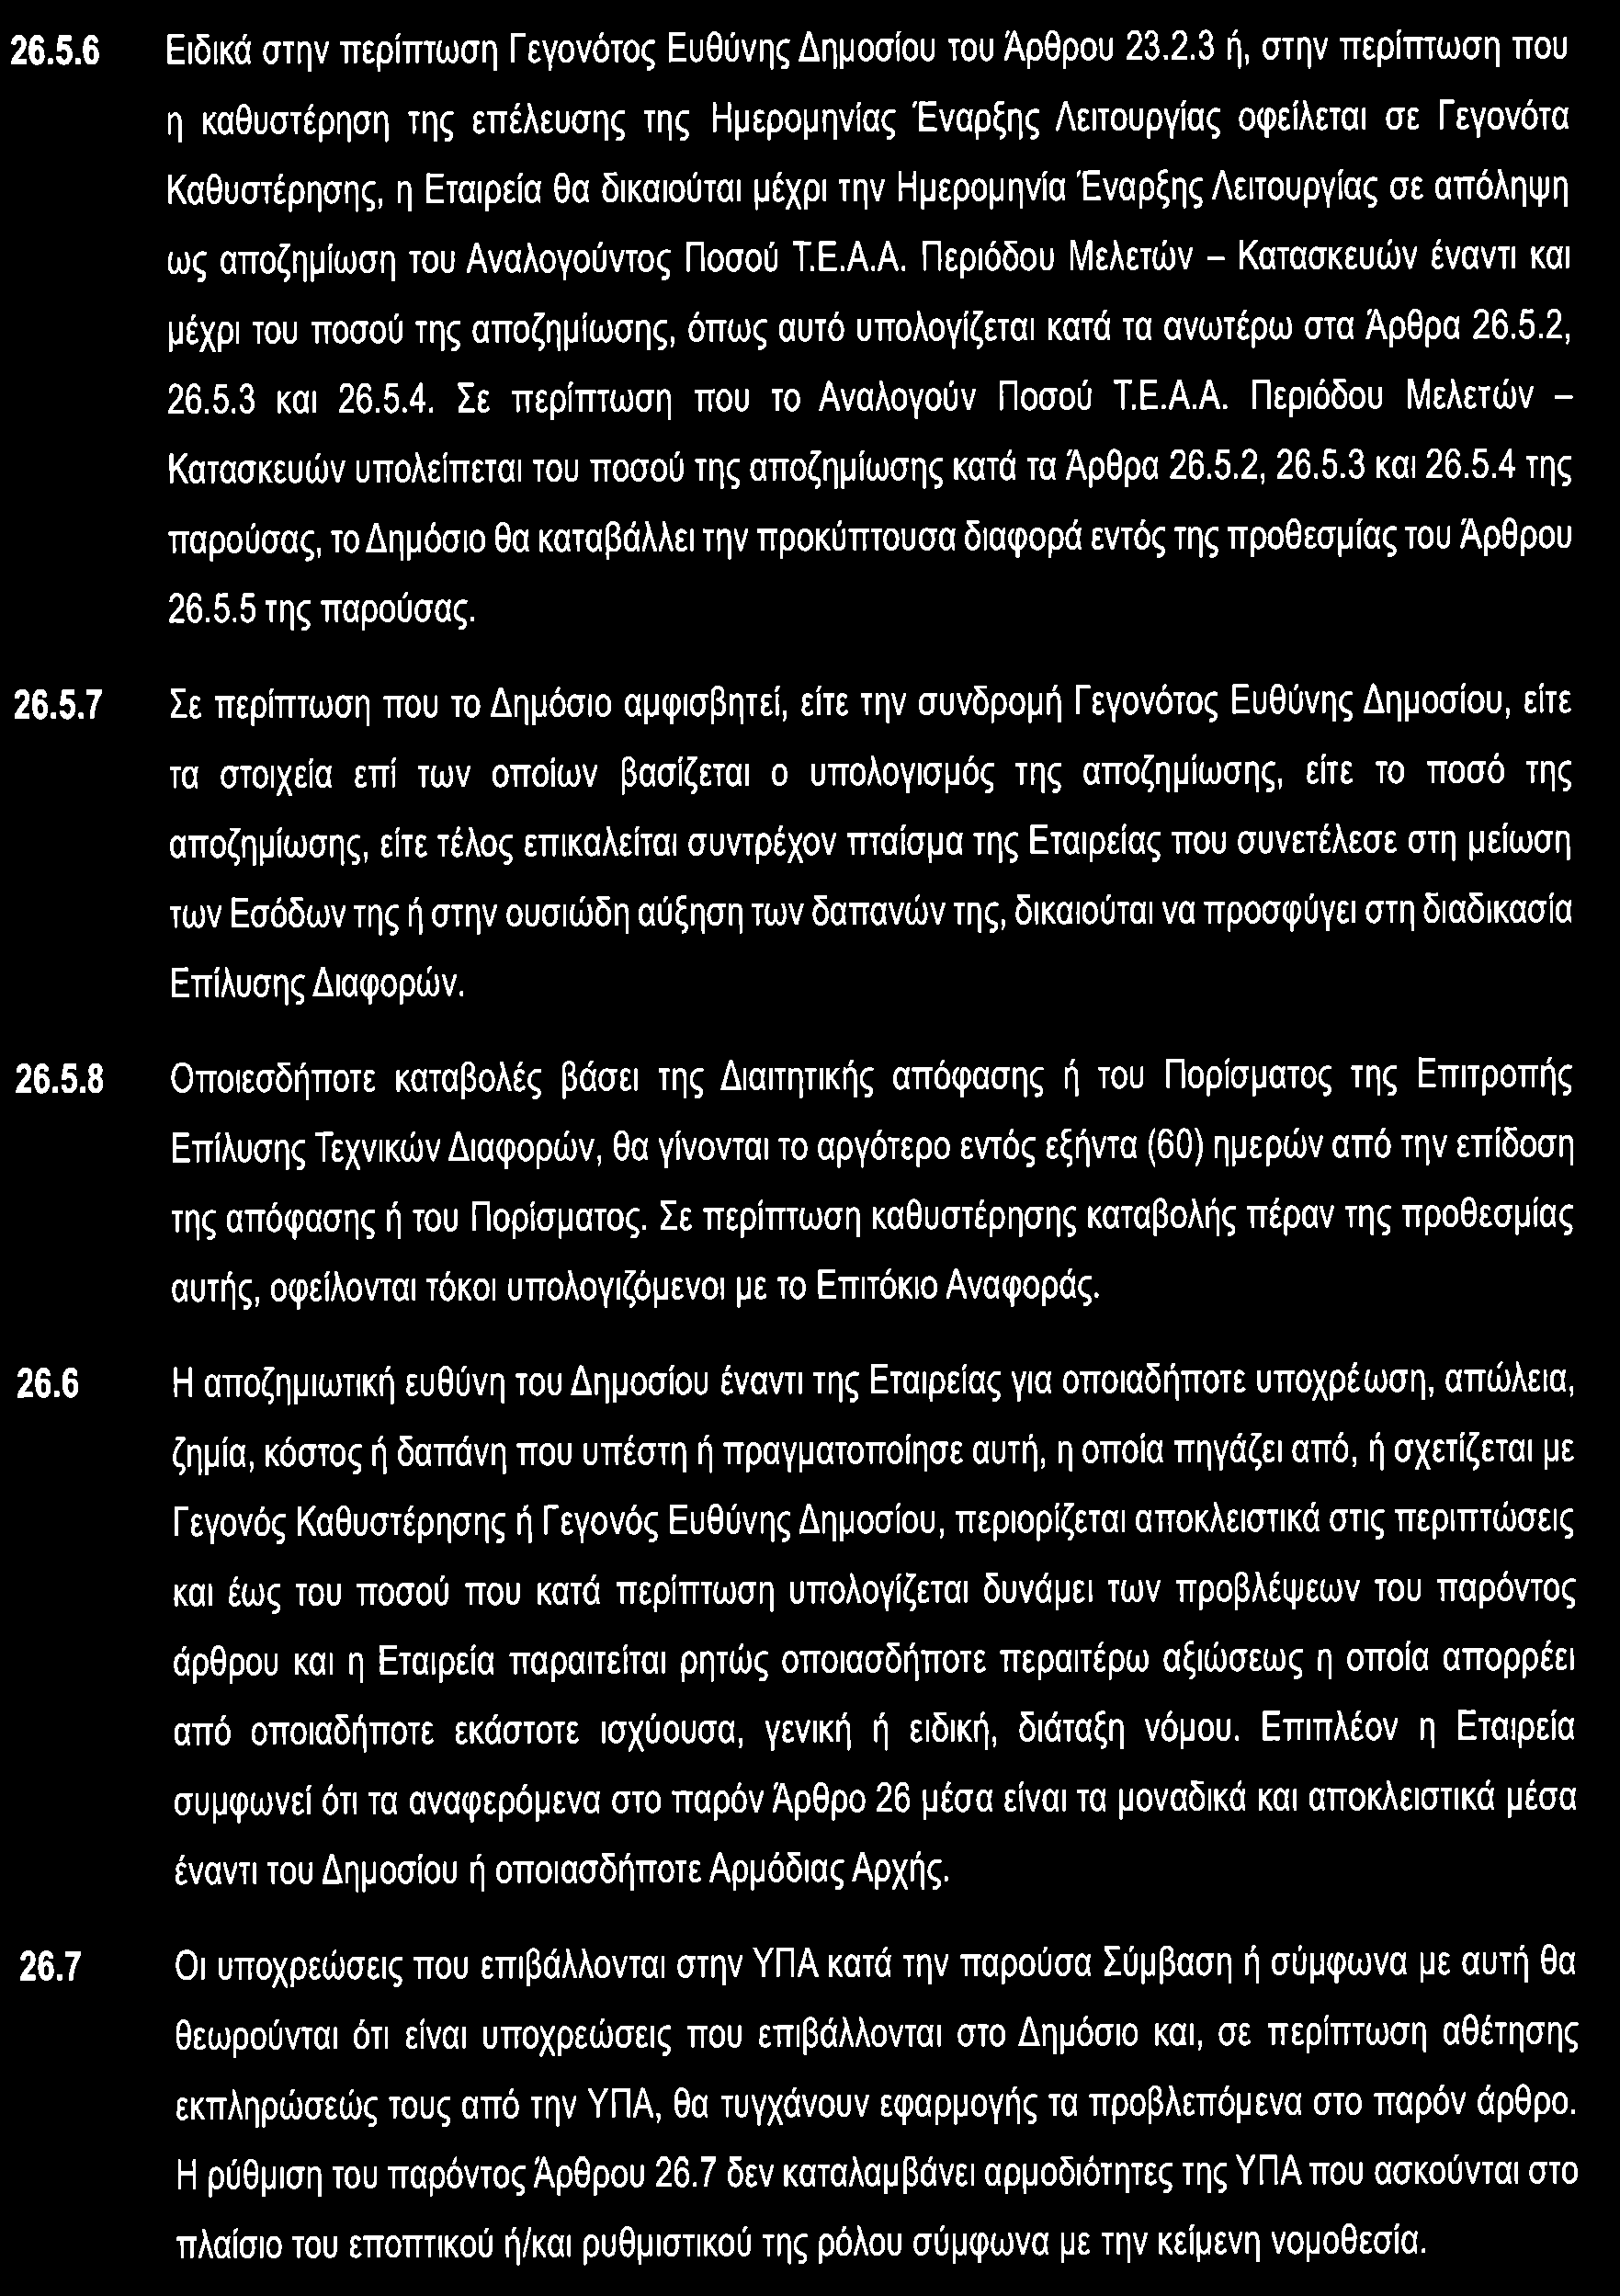 26.5.6 Ειδικά στην περίπτωση Γεγονότος Ευθύνης Δημοσίου του Άρθρου 23.2.3 ή, στην περίπτωση που
η καθυστέρηση της επέλευσης της Ημερομηνίας Έναρξης Λειτουργίας οφείλεται σε Γεγονότα
Καθυστέρησης, η Εταιρεία θα δικαιούται μέχρι την Ημερομηνία Έναρξης Λειτουργίας σε απόληψη
ως αποζημίωση του Αναλογούντος Ποσού Τ.Ε.Α.Α. Περιόδου Μελετών – Κατασκευών έναντι και
μέχρι του ποσού της αποζημίωσης, όπως αυτό υπολογίζεται κατά τα ανωτέρω στα Άρθρα 26.5.2,
26.5.3 και 26.5.4. Σε περίπτωση που το Αναλογούν Ποσού Τ.Ε.Α.Α. Περιόδου Μελετών –
Κατασκευών υπολείπεται του ποσού της αποζημίωσης κατά τα Άρθρα 26.5.2, 26.5.3 και 26.5.4 της
παρούσας, το Δημόσιο θα καταβάλλει την προκύπτουσα διαφορά εντός της προθεσμίας του Άρθρου
26.5.5 της παρούσας.
26.5.7 Σε περίπτωση που το Δημόσιο αμφισβητεί, είτε την συνδρομή Γεγονότος Ευθύνης Δημοσίου, είτε
τα στοιχεία επί των οποίων βασίζεται ο υπολογισμός της αποζημίωσης, είτε το ποσό της
αποζημίωσης, είτε τέλος επικαλείται συντρέχον πταίσμα της Εταιρείας που συνετέλεσε στη μείωση
των Εσόδων της ή στην ουσιώδη αύξηση των δαπανών της, δικαιούται να προσφύγει στη διαδικασία
Επίλυσης Διαφορών.
26.5.8 Οποιεσδήποτε καταβολές βάσει της Διαιτητικής απόφασης ή του Πορίσματος της Επιτροπής
Επίλυσης Τεχνικών Διαφορών, θα γίνονται το αργότερο εντός εξήντα (60) ημερών από την επίδοση
της απόφασης ή του Πορίσματος. Σε περίπτωση καθυστέρησης καταβολής πέραν της προθεσμίας
αυτής, οφείλονται τόκοι υπολογιζόμενοι με το Επιτόκιο Αναφοράς.
26.6 Η αποζημιωτική ευθύνη του Δημοσίου έναντι της Εταιρείας για οποιαδήποτε υποχρέωση, απώλεια,
ζημία, κόστος ή δαπάνη που υπέστη ή πραγματοποίησε αυτή, η οποία πηγάζει από, ή σχετίζεται με
Γεγονός Καθυστέρησης ή Γεγονός Ευθύνης Δημοσίου, περιορίζεται αποκλειστικά στις περιπτώσεις
και έως του ποσού που κατά περίπτωση υπολογίζεται δυνάμει των προβλέψεων του παρόντος
άρθρου και η Εταιρεία παραιτείται ρητώς οποιασδήποτε περαιτέρω αξιώσεως η οποία απορρέει
από οποιαδήποτε εκάστοτε ισχύουσα, γενική ή ειδική, διάταξη νόμου. Επιπλέον η Εταιρεία
συμφωνεί ότι τα αναφερόμενα στο παρόν Άρθρο 26 μέσα είναι τα μοναδικά και αποκλειστικά μέσα
έναντι του Δημοσίου ή οποιασδήποτε Αρμόδιας Αρχής.
26.7 Οι υποχρεώσεις που επιβάλλονται στην ΥΠΑ κατά την παρούσα Σύμβαση ή σύμφωνα με αυτή θα
θεωρούνται ότι είναι υποχρεώσεις που επιβάλλονται στο Δημόσιο και, σε περίπτωση αθέτησης
εκπληρώσεώς τους από την ΥΠΑ, θα τυγχάνουν εφαρμογής τα προβλεπόμενα στο παρόν άρθρο.
Η ρύθμιση του παρόντος Άρθρου 26.7 δεν καταλαμβάνει αρμοδιότητες της ΥΠΑ που ασκούνται στο
πλαίσιο του εποπτικού ή/και ρυθμιστικού της ρόλου σύμφωνα με την κείμενη νομοθεσία.